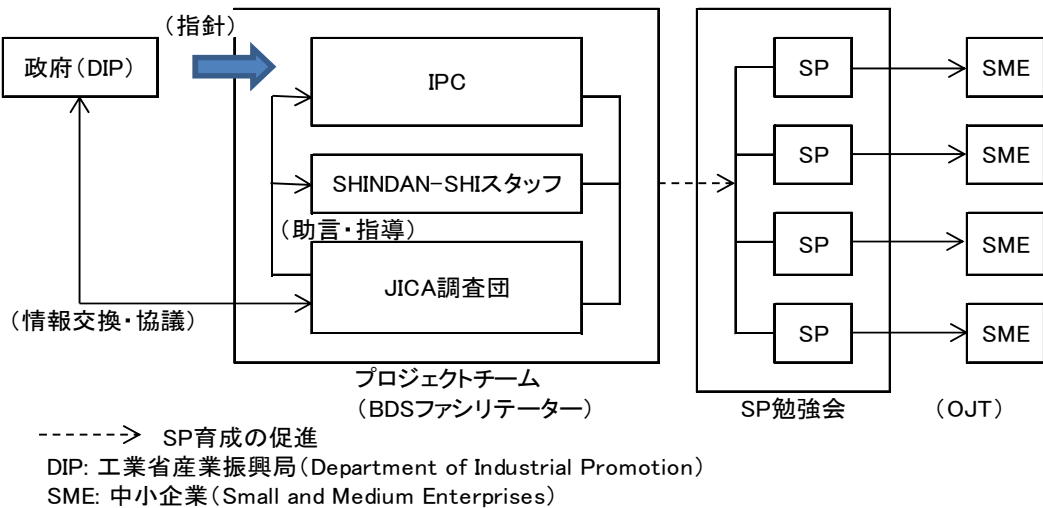 （指針）
政府（DIP）
IPC
SHINDAN-SHIスタッフ
（助言・指導）
JICA調査団
（情報交換・協議）
プロジェクトチーム
（BDSファシリテーター）
SP
SME
SP
SME
SP
SME
SP
SME
SP勉強会
（OJT）
SP育成の促進
DIP: 工業省産業振興局（Department of Industrial Promotion）
SME: 中小企業（Small and Medium Enterprises）